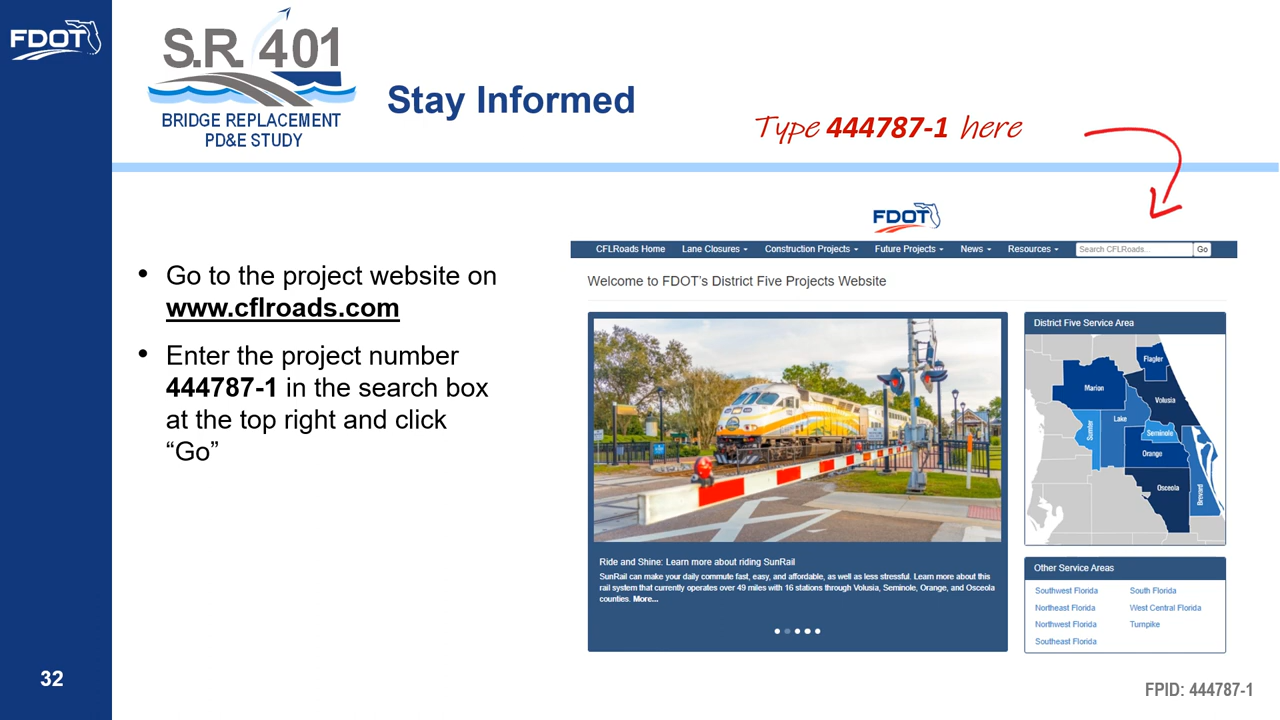 FDOT
S.R. 401
BRIDGE REPLACEMENT
PD&E STUDY
Stay Informed
Type 444787-1 here
• Go to the project website on
www.cflroads.com
• Enter the project number
444787-1 in the search box
at the top right and click
“Go”
FDOT
CFLRoads Home Lane Closures Construction Projects Future Projects News Resources Search CFLRoads... Go
Welcome to FDOT's District Five Projects Website
Ride and Shine: Learn more about riding SunRail
SunRail can make your daily commute fast, easy, and affordable, as well as less stressful. Learn more about this
rail system that currently operates over 49 miles with 16 stations through Volusia, Seminole, Orange, and Osceola
counties. More...
District Five Service Area
Flagler
Marion
Volusia
Lake
Sumter
Seminole
Orange
Osceola
Brevard
Other Service Areas
Southwest Florida South Florida
Northeast Florida West Central Florida
Northwest Florida Turnpike
Southeast Florida
32
FPID: 444787-1